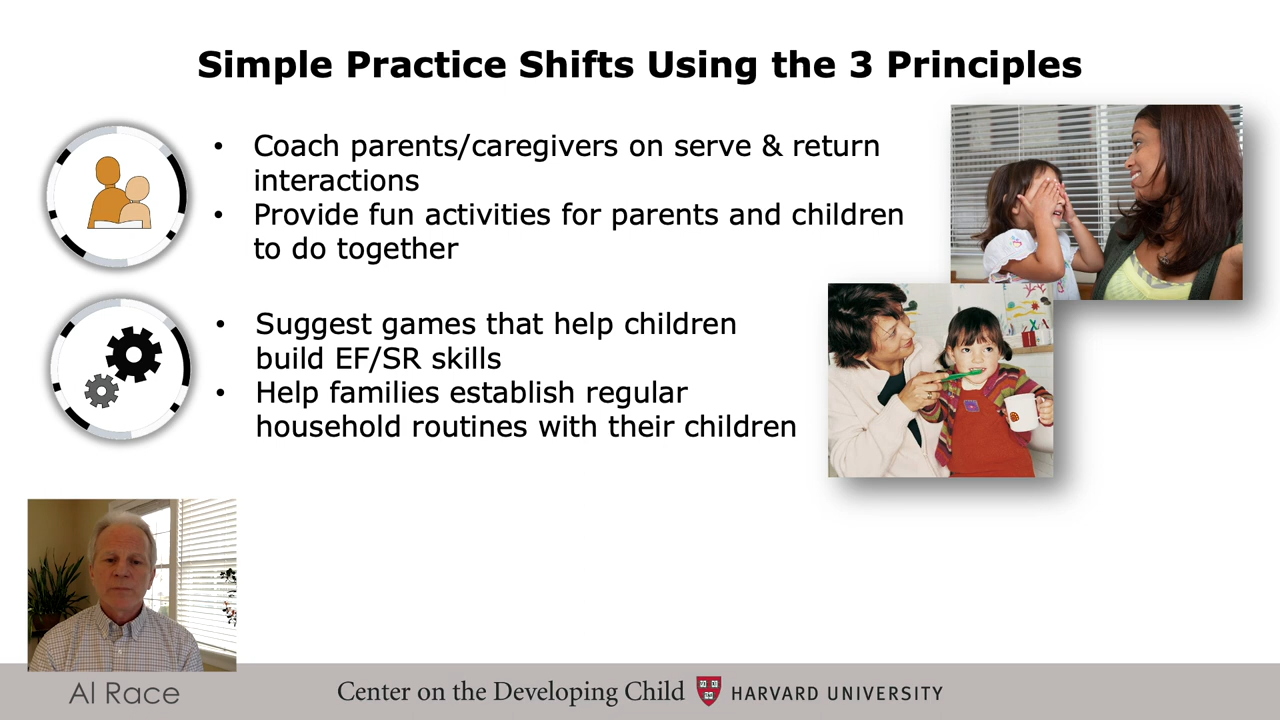 Simple Practice Shifts Using the 3 Principles
• Coach parents/caregivers on serve & return
interactions
• Provide fun activities for parents and children
to do together
• Suggest games that help children
build EF/SR skills
• Help families establish regular
household routines with their children
Al Race
Center on the Developing Child HARVARD UNIVERSITY